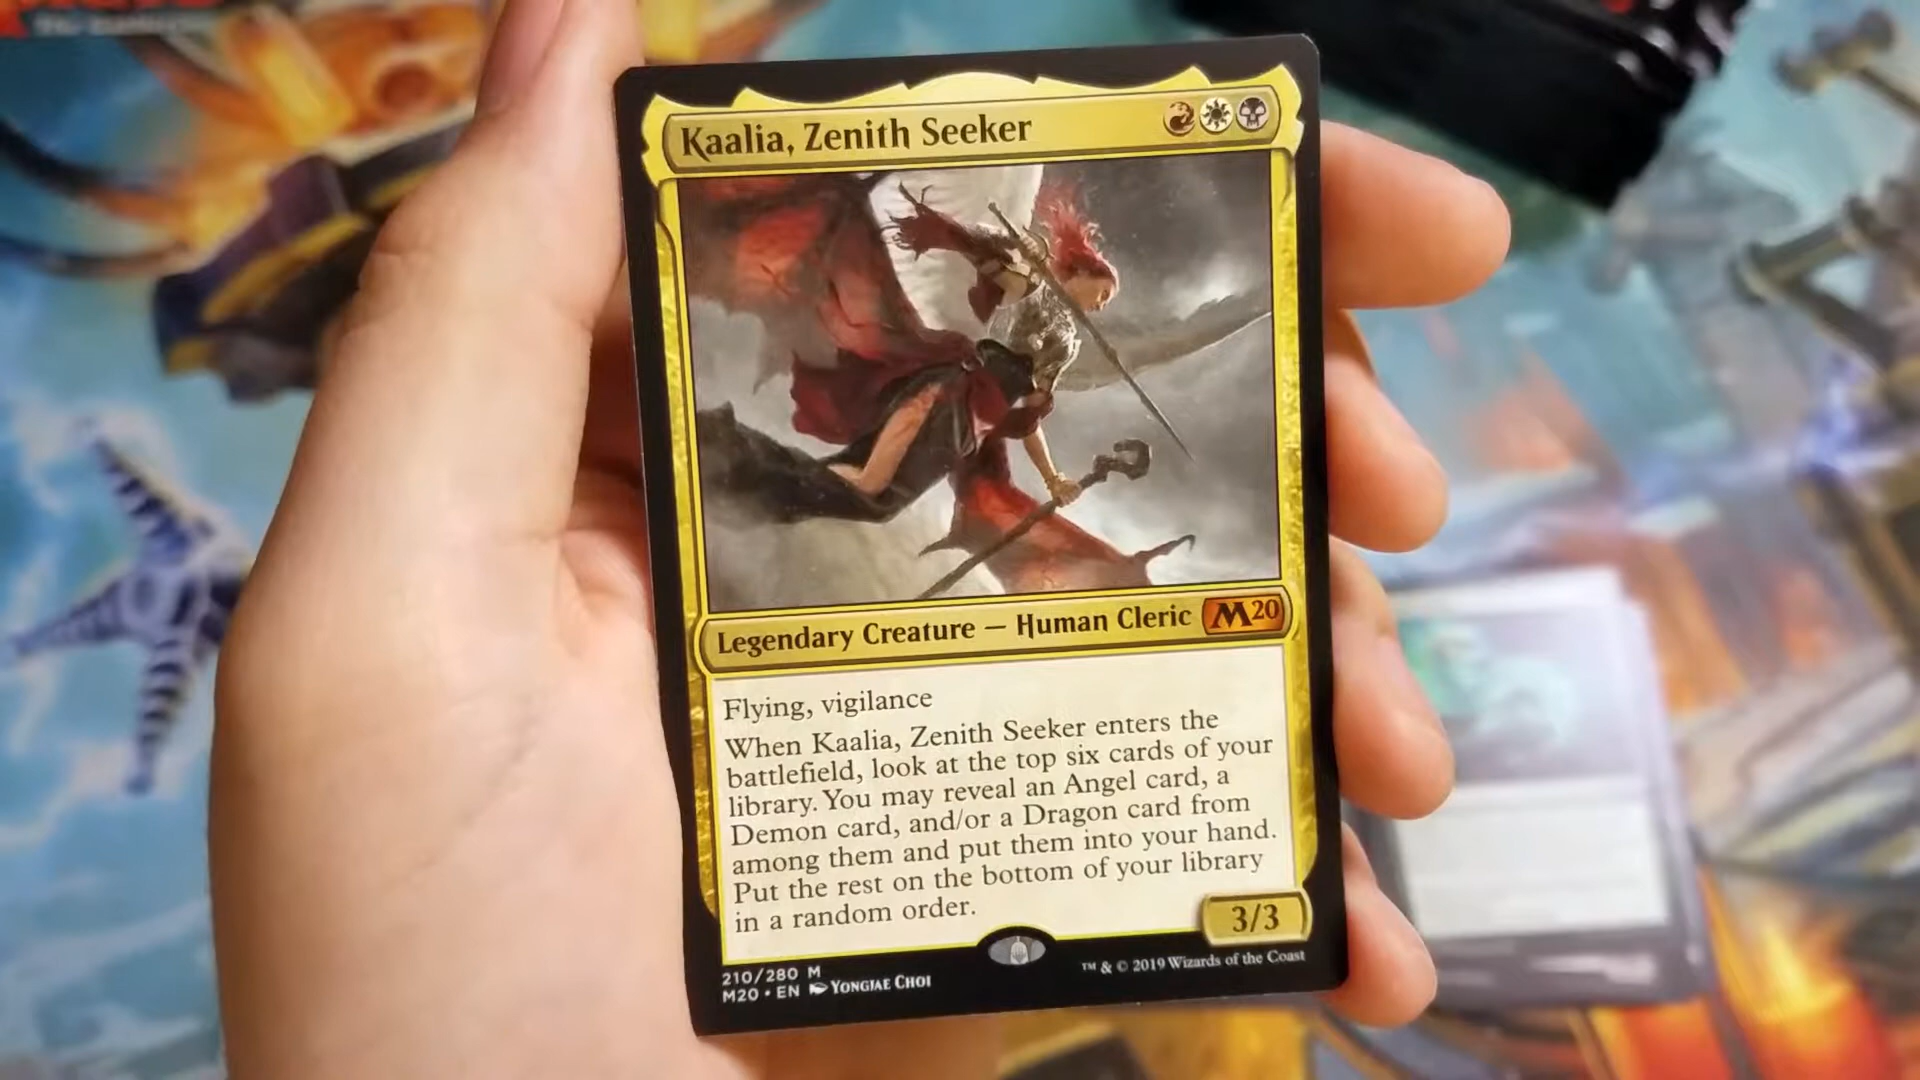 Kaalia, Zenith Seeker
Legendary Creature — Human Cleric M20
Flying, vigilance
When Kaalia, Zenith Seeker enters the
battlefield, look at the top six cards of your
library. You may reveal an Angel card, a
Demon card, and/or a Dragon card from
among them and put them into your hand.
Put the rest on the bottom of your library
in a random order.
3/3
210/280 M
M20 • EN Yongjae Choi
™ & © 2019 Wizards of the Coast